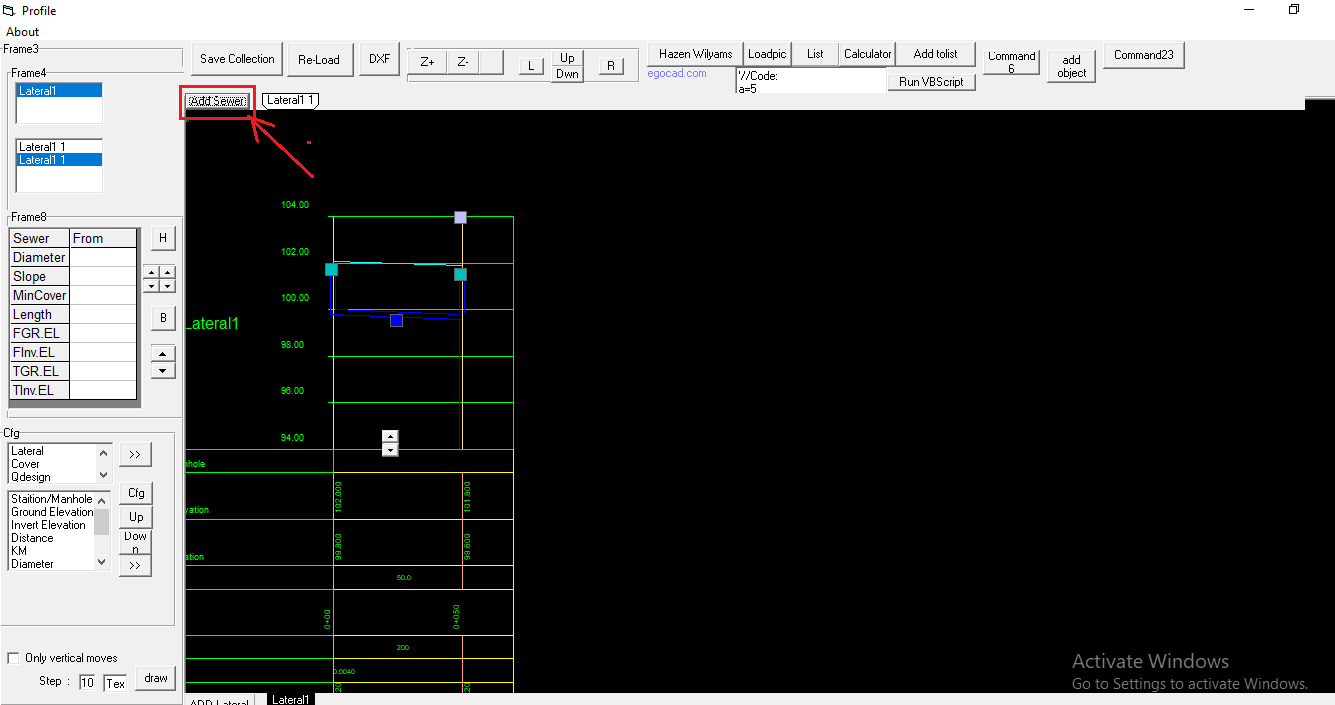 Profile
About
Frame3
Save Collection
Re-Load
DXF
Z+
Z-
L
Up
Dwn
R
Hazen Wilyams
Loadpic
List
Calculator
Add tolist
Command
6
add
object
Command23
egocad.com
'//Code:
a=5
Run VBScript
Frame4
Lateral1
Lateral1 1
Lateral1 1
Add Sewer
Lateral1 1
Frame8
Sewer From
Diameter
Slope
MinCover
Length
FGR.EL
FInv.EL
TGR.EL
TInv.EL
H
B
Cfg
Lateral
Cover
Qdesign
>>
Staition/Manhole
Ground Elevation
Invert Elevation
Distance
KM
Diameter
Cfg
Up
Dow
n
>>
Only vertical moves
Step :
10
Tex
draw
104.00
102.00
100.00
98.00
96.00
94.00
Lateral1
nhole
vation
ation
102.000
101.800
99.800
99.600
50.0
0+00
0+050
200
0.0040
20
20
ADD Lateral
Lateral1
Activate Windows
Go to Settings to activate Windows.